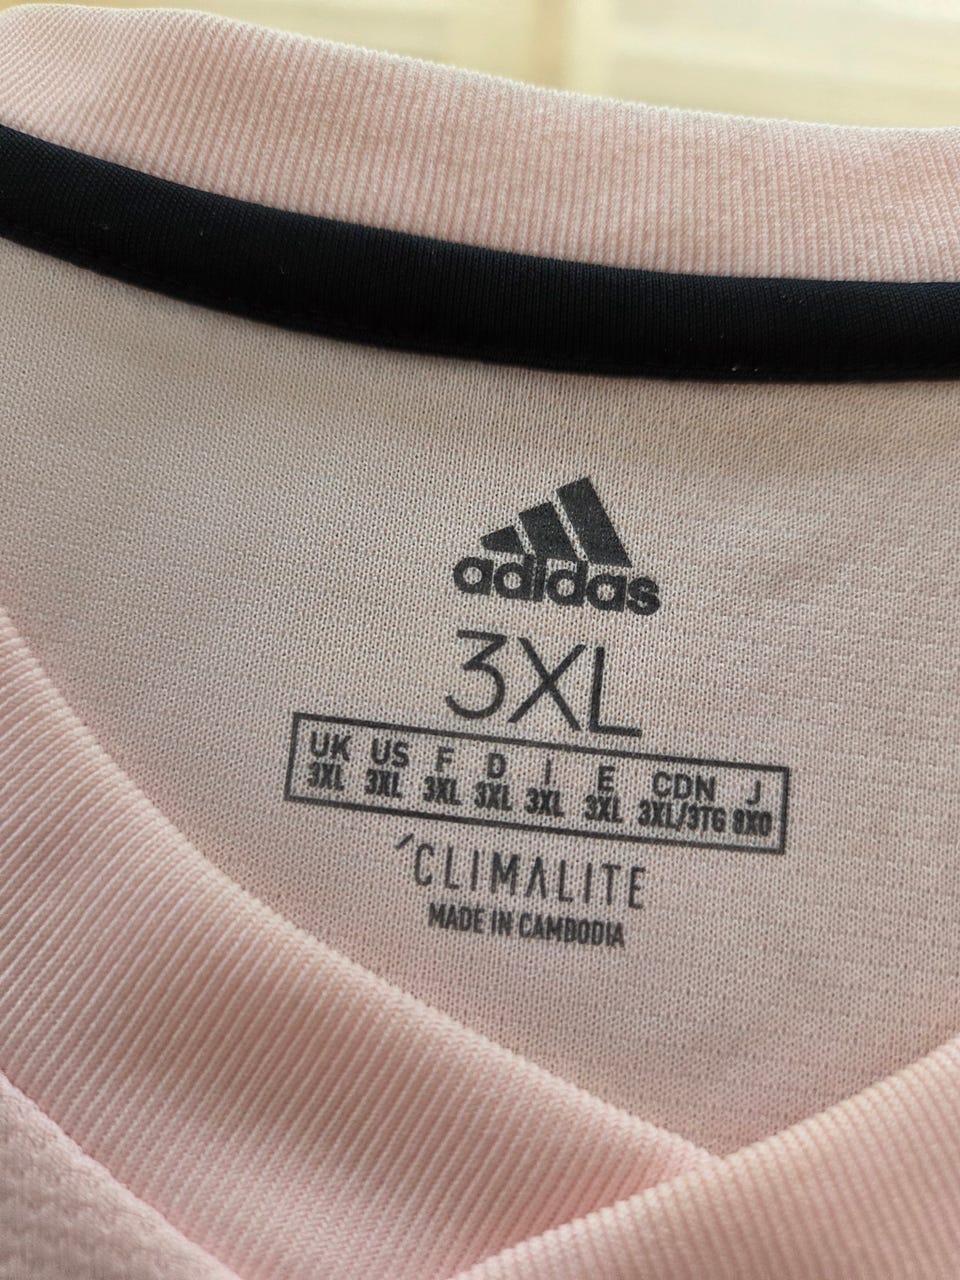 adidas
3XL
UK US F D I E CDN J
3XL 3XL 3XL 3XL 3XL 3XL 3XL/3TG 8XO
CLIMALITE
MADE IN CAMBODIA